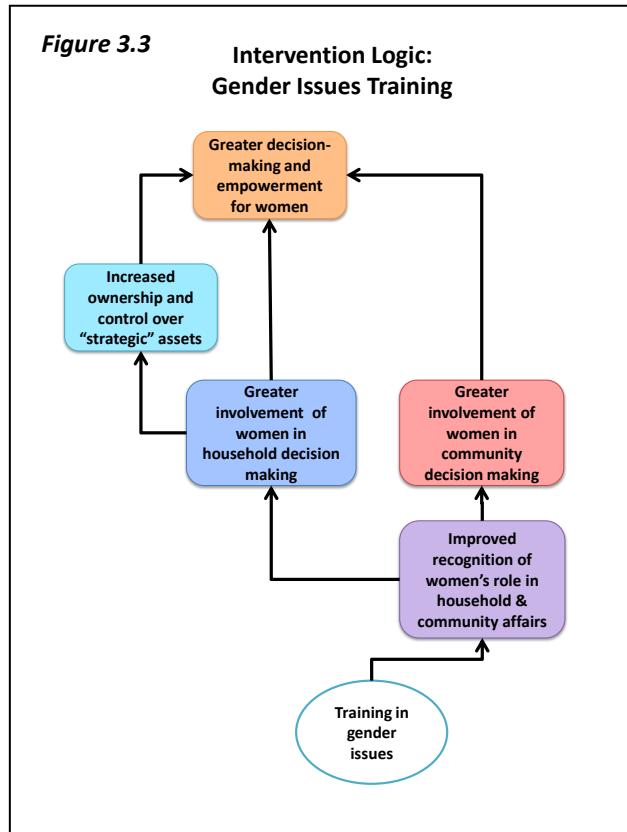 Figure 3.3
Intervention Logic:
Gender Issues Training
Greater decision-
making and
empowerment
for women
Increased
ownership and
control over
“strategic” assets
Greater
involvement of
women in
household decision
making
Greater
involvement of
women in
community
decision making
Improved
recognition of
women’s role in
household &
community affairs
Training in
gender
issues